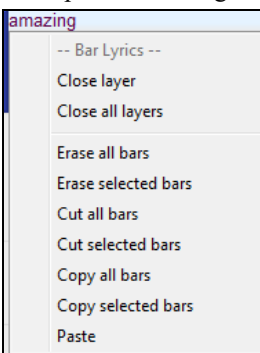 amazing
-- Bar Lyrics --
Close layer
Close all layers
Erase all bars
Erase selected bars
Cut all bars
Cut selected bars
Copy all bars
Copy selected bars
Paste